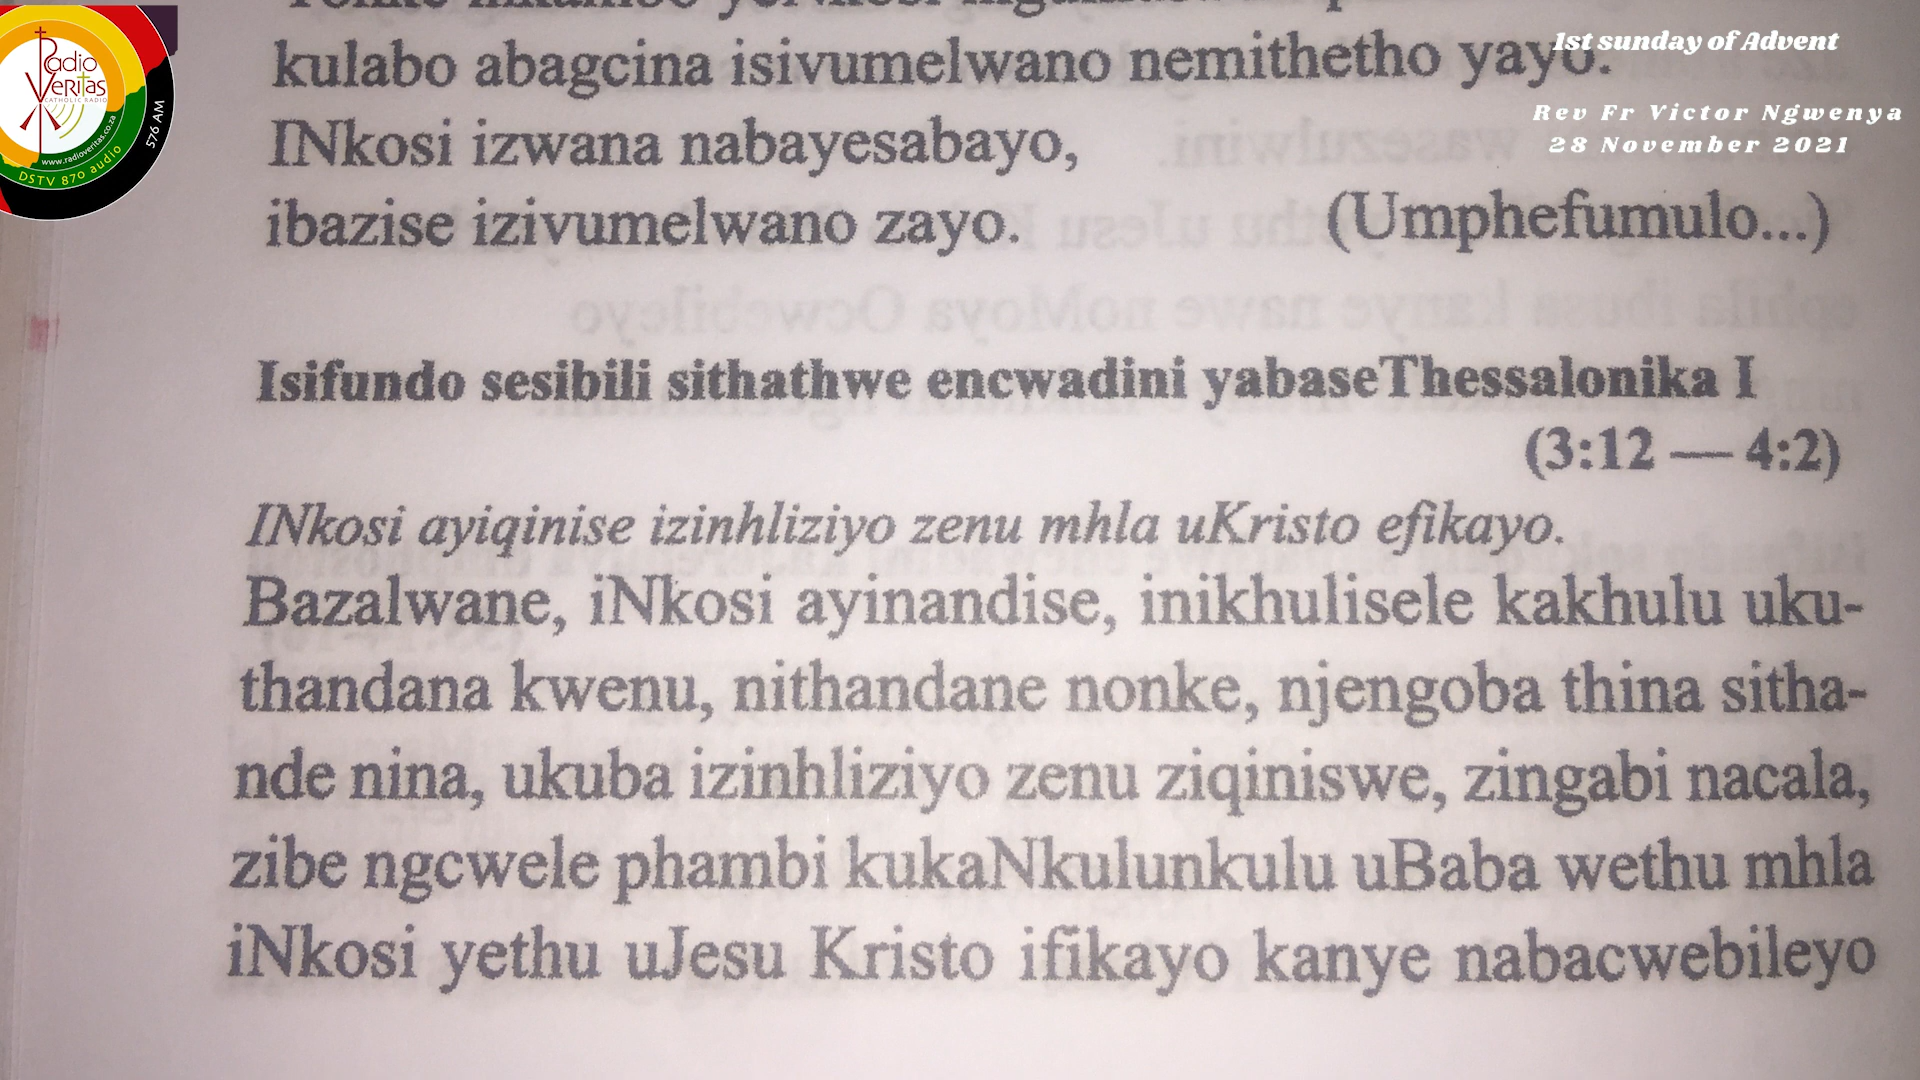 Radio
Veritas
CATHOLIC RADIO
www.radioveritas.co.za
DSTV 870 audio
576 AM
1st sunday of Advent
Rev Fr Victor Ngwenya
28 November 2021
kulabo abagcina isivumelwano nemithetho yayo.
INkosi izwana nabayesabayo,
ibazise izivumelwano zayo. (Umphefumulo...)
Isifundo sesibili sithathwe encwadini yabaseThessalonika I
(3:12 — 4:2)
INkosi ayiqinise izinhliziyo zenu mhla uKristo efikayo.
Bazalwane, iNkosi ayinandise, inikhulisele kakhulu uku-
thandana kwenu, nithandane nonke, njengoba thina sitha-
nde nina, ukuba izinhliziyo zenu ziqiniswe, zingabi nacala,
zibe ngcwele phambi kukaNkulunkulu uBaba wethu mhla
iNkosi yethu uJesu Kristo ifikayo kanye nabacwebileyo